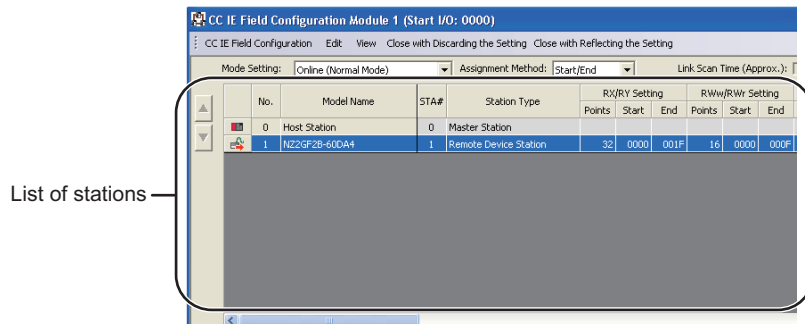 CC IE Field Configuration Module 1 (Start I/O: 0000)
CC IE Field Configuration Edit View Close with Discarding the Setting Close with Reflecting the Setting
Mode Setting: Online (Normal Mode) Assignment Method: Start/End Link Scan Time (Approx.):
No. Model Name STA# Station Type RX/RY Setting RWw/RWr Setting
Points Start End Points Start End
0 Host Station 0 Master Station
1 NZ2GF2B-60DA4 1 Remote Device Station 32 0000 001F 16 0000 000F
List of stations